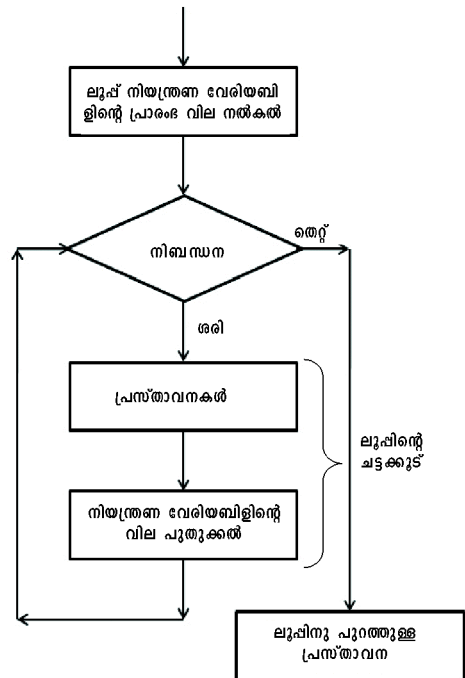 ലൂപ്പ് നിയന്ത്രണ വേരിയബി
ളിന്റെ പ്രാരംഭ വില നൽകൽ
തെറ്റ്
നിബന്ധന
ശരി
പ്രസ്താവനകൾ
ലൂപ്പിന്റെ
ചട്ടക്കൂട്
നിയന്ത്രണ വേരിയബിളിന്റെ
വില പുതുക്കൽ
ലൂപ്പിനു പുറത്തുള്ള
പ്രസ്താവന